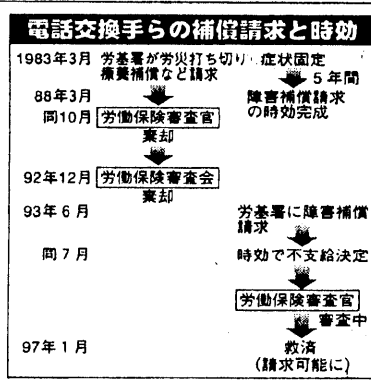 電話交換手らの補償請求と時効
1983年3月 労基署が労災打ち切り 症状固定
療養補償など請求
5年間
88年3月 障害補償請求
の時効完成
同10月 労働保険審査官
棄却
92年12月 労働保険審査会
棄却
93年6月 労基署に障害補償
請求
同7月 時効で不支給決定
労働保険審査官
審査中
97年1月 救済
(請求可能に)